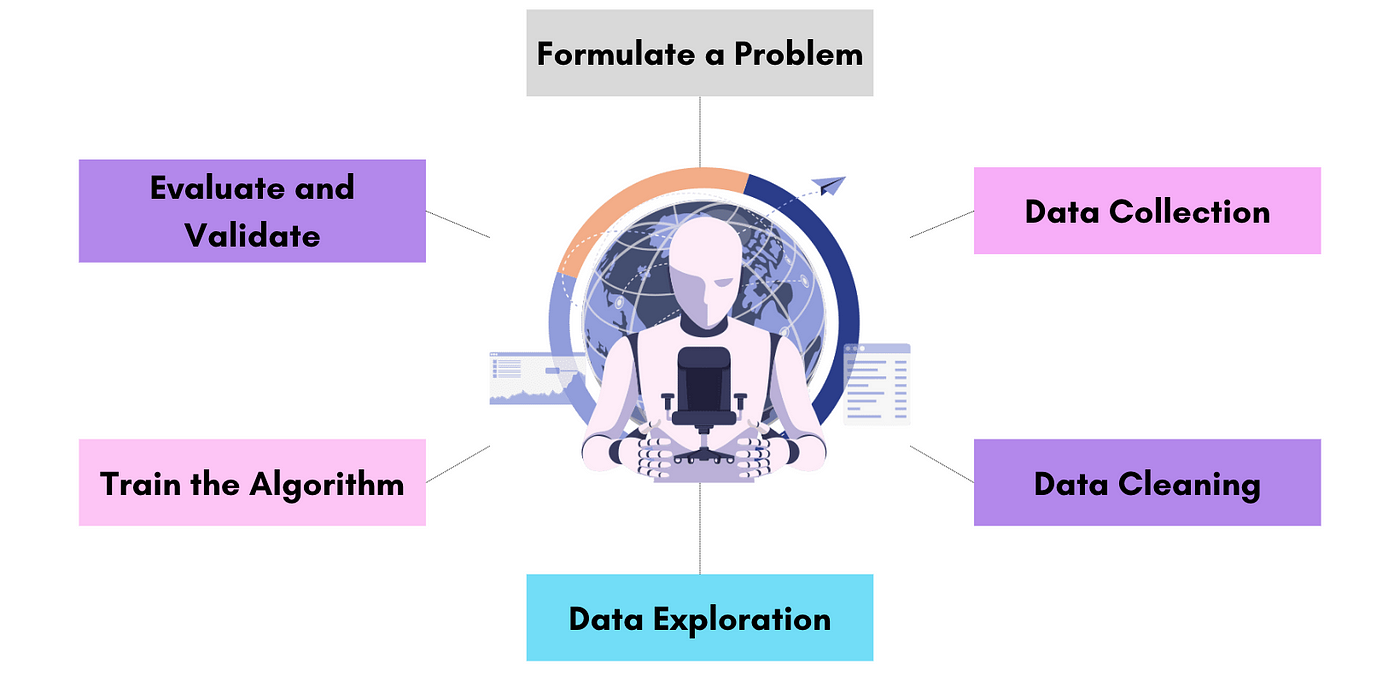 Formulate a Problem
Evaluate and
Validate
Data Collection
Train the Algorithm
Data Cleaning
Data Exploration